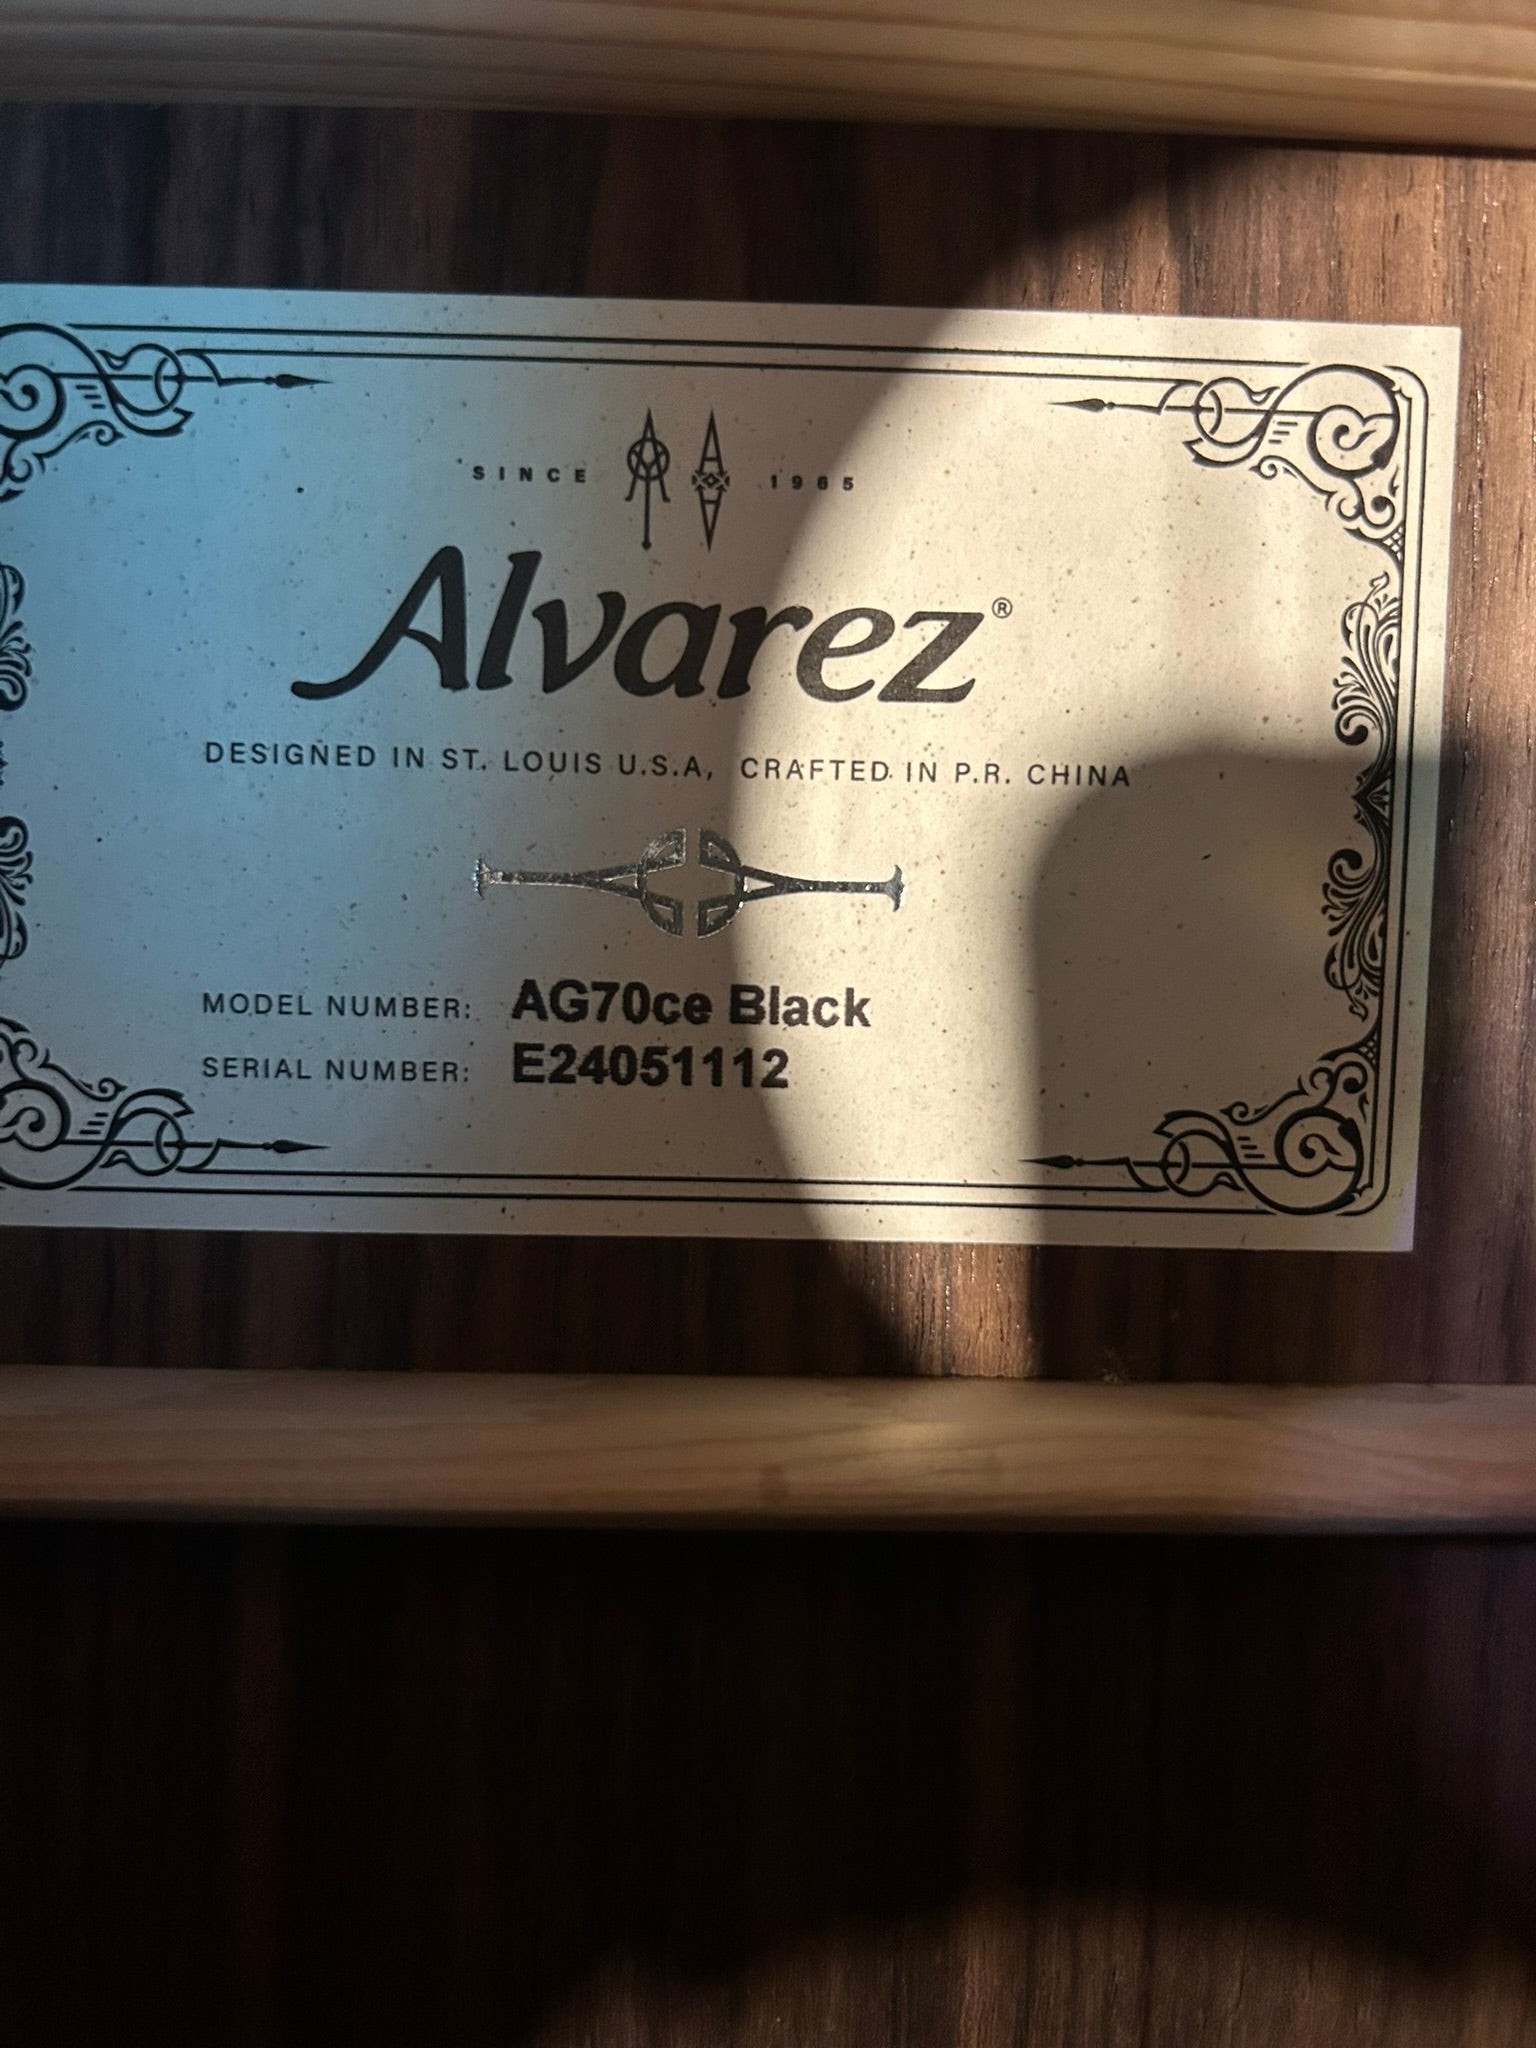 SINCE 1965
Alvarez®
DESIGNED IN ST. LOUIS U.S.A, CRAFTED IN P.R. CHINA
MODEL NUMBER: AG70ce Black
SERIAL NUMBER: E24051112